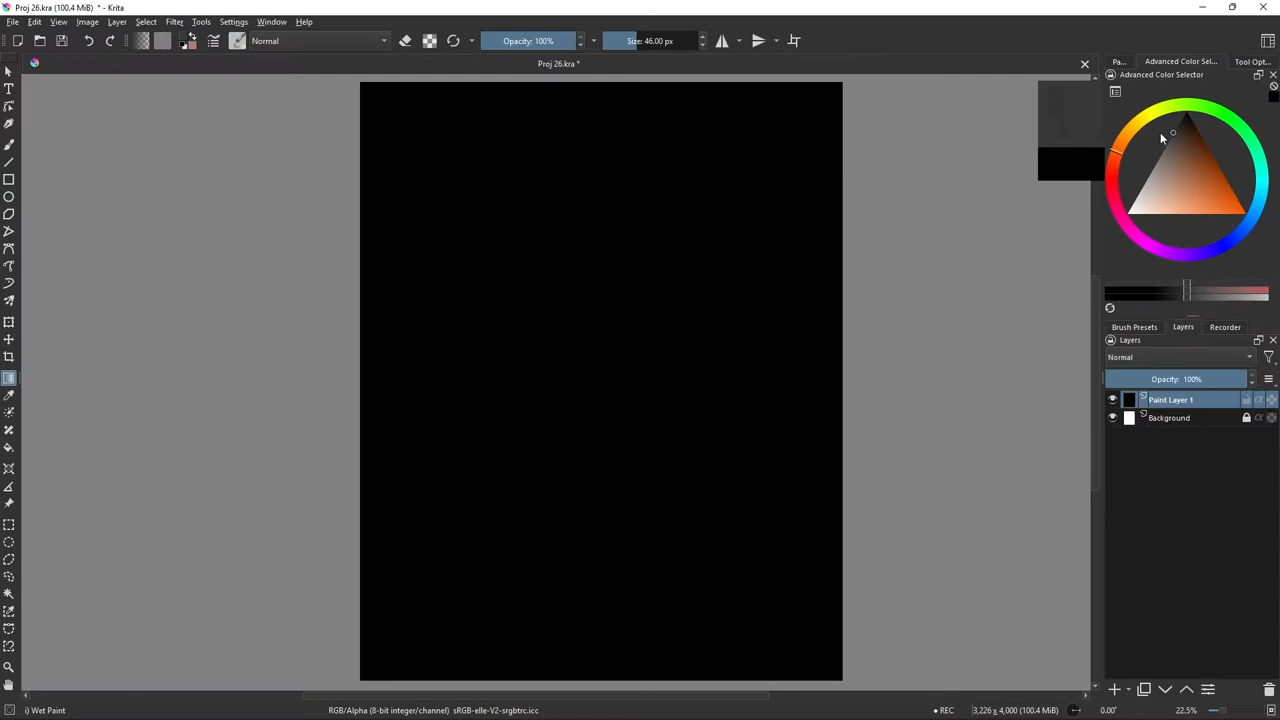 Proj 26.kra (100.4 MiB) * - Krita
File Edit View Image Layer Select Filter Tools Settings Window Help
Normal Opacity: 100% Size: 46.00 px
Proj 26.kra *
Pa... Advanced Color Sel... Tool Opt...
Advanced Color Selector
Brush Presets Layers Recorder
Layers
Normal
Opacity: 100%
Paint Layer 1
Background
i) Wet Paint RGB/Alpha (8-bit integer/channel) sRGB-elle-V2-srgbtrc.icc REC 3,226 x 4,000 (100.4 MiB) 0.00° 22.5%